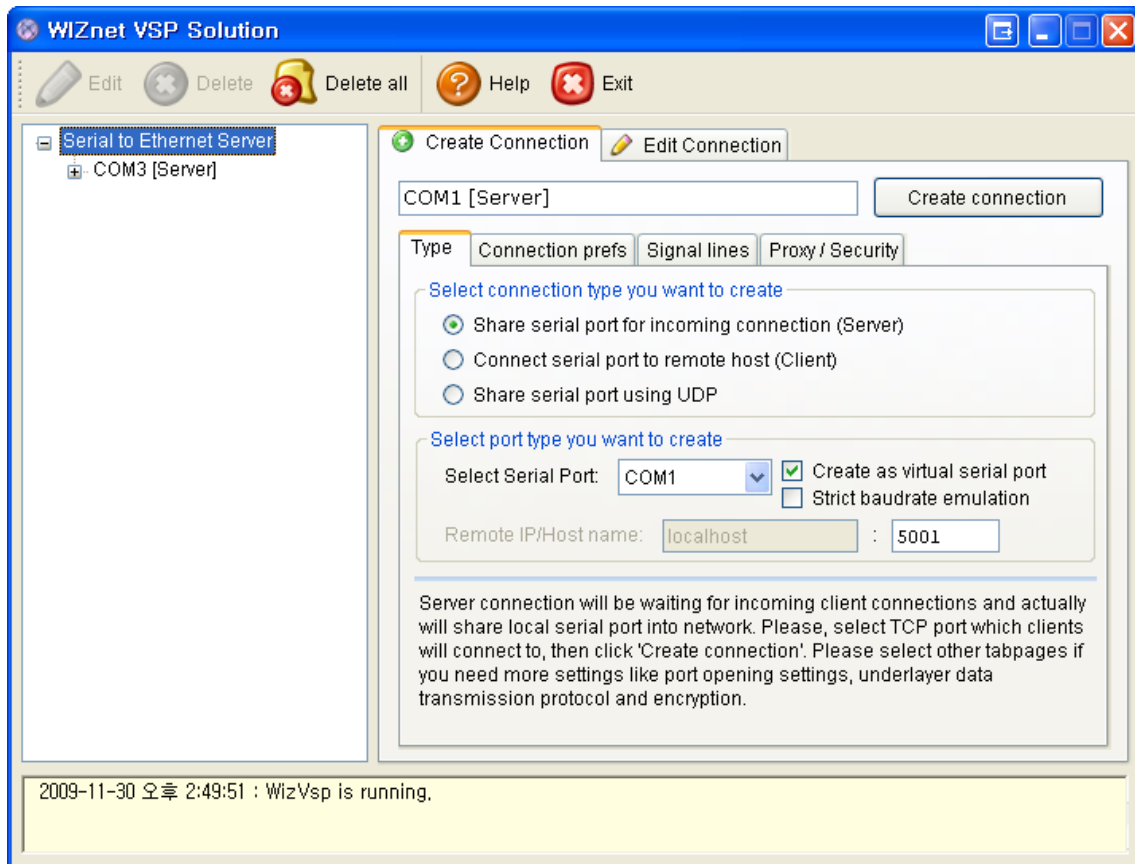 WIZnet VSP Solution
Edit Delete Delete all Help Exit
Serial to Ethernet Server
COM3 [Server]
Create Connection Edit Connection
COM1 [Server] Create connection
Type Connection prefs Signal lines Proxy / Security
Select connection type you want to create
Share serial port for incoming connection (Server)
Connect serial port to remote host (Client)
Share serial port using UDP
Select port type you want to create
Select Serial Port: COM1 Create as virtual serial port
Strict baudrate emulation
Remote IP/Host name: localhost : 5001
Server connection will be waiting for incoming client connections and actually
will share local serial port into network. Please, select TCP port which clients
will connect to, then click 'Create connection'. Please select other tabpages if
you need more settings like port opening settings, underlayer data
transmission protocol and encryption.
2009-11-30 오후 2:49:51 : WizVsp is running,